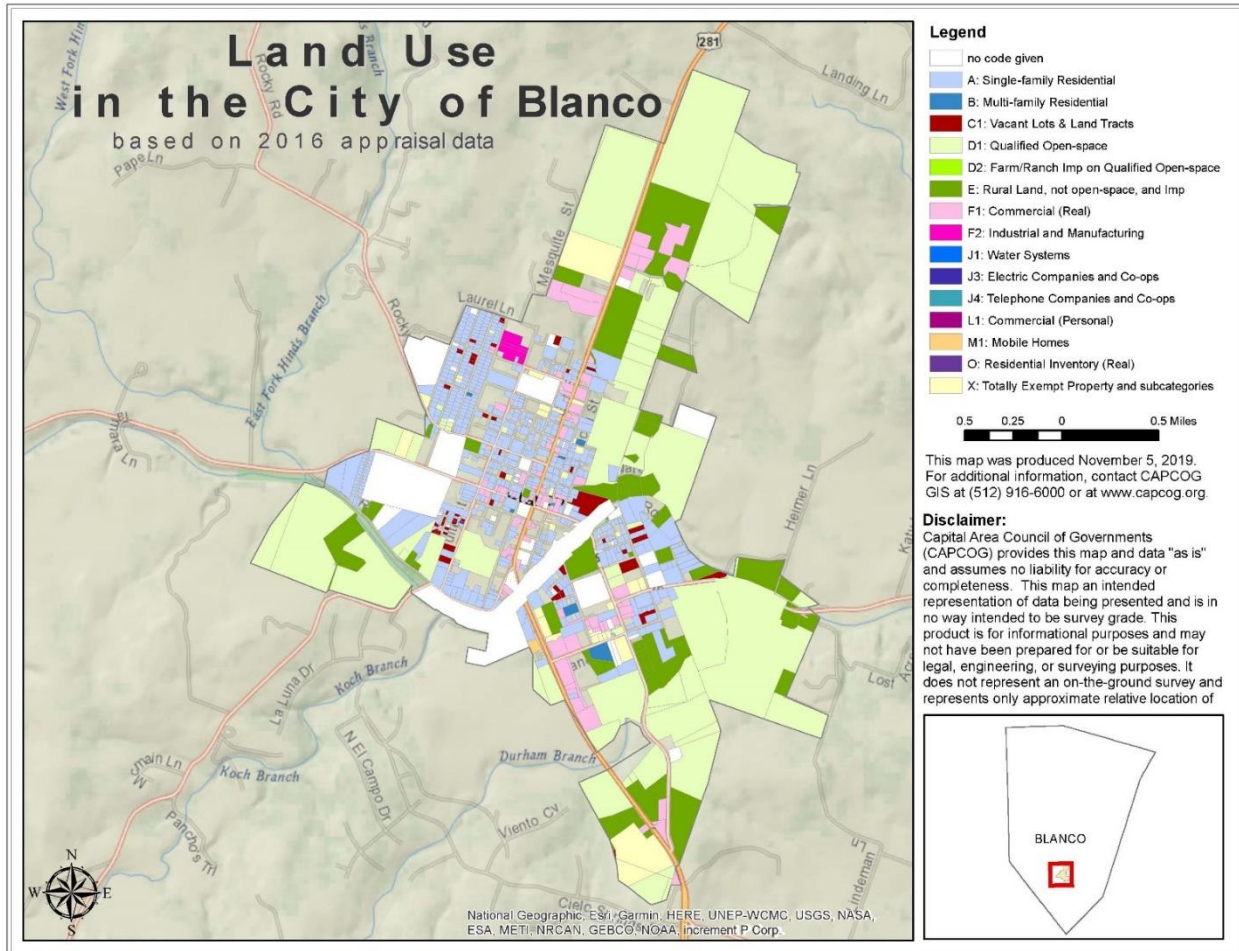 Land Use
in the City of Blanco
based on 2016 appraisal data
281
Landing Ln
West Fork Hin
Rocky Rd
Hinds Branch
Pape Ln
Mesquite St
Laurel Ln
Rocky
East Fork Hinds Branch
St
Rd
Heimer Ln
Lost
La Luna Dr
Koch Branch
N El Campo Dr
Koch Branch
Pancho's Trl
Durham Branch
Viento Cv
Lindeman
Ln
N
W E
S
National Geographic, Esri, Garmin, HERE, UNEP-WCMC, USGS, NASA,
ESA, METI, NRCAN, GEBCO, NOAA, increment P Corp.
Legend
no code given
A: Single-family Residential
B: Multi-family Residential
C1: Vacant Lots & Land Tracts
D1: Qualified Open-space
D2: Farm/Ranch Imp on Qualified Open-space
E: Rural Land, not open-space, and Imp
F1: Commercial (Real)
F2: Industrial and Manufacturing
J1: Water Systems
J3: Electric Companies and Co-ops
J4: Telephone Companies and Co-ops
L1: Commercial (Personal)
M1: Mobile Homes
O: Residential Inventory (Real)
X: Totally Exempt Property and subcategories
0.5 0.25 0 0.5 Miles
This map was produced November 5, 2019.
For additional information, contact CAPCOG
GIS at (512) 916-6000 or at www.capcog.org.
Disclaimer:
Capital Area Council of Governments
(CAPCOG) provides this map and data "as is"
and assumes no liability for accuracy or
completeness. This map an intended
representation of data being presented and is in
no way intended to be survey grade. This
product is for informational purposes and may
not have been prepared for or be suitable for
legal, engineering, or surveying purposes. It
does not represent an on-the-ground survey and
represents only approximate relative location of
BLANCO